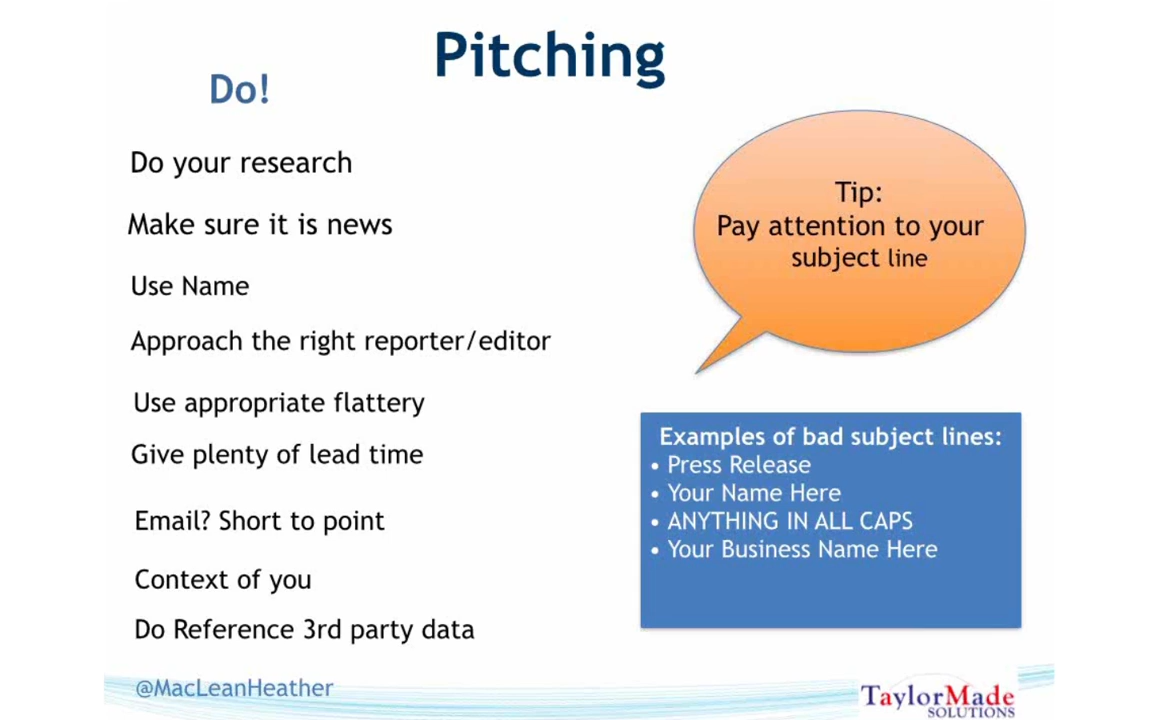 Pitching
Do!
Do your research
Make sure it is news
Use Name
Approach the right reporter/editor
Use appropriate flattery
Give plenty of lead time
Email? Short to point
Context of you
Do Reference 3rd party data
Tip:
Pay attention to your
subject line
Examples of bad subject lines:
• Press Release
• Your Name Here
• ANYTHING IN ALL CAPS
• Your Business Name Here
@MacLeanHeather
TaylorMade
SOLUTIONS